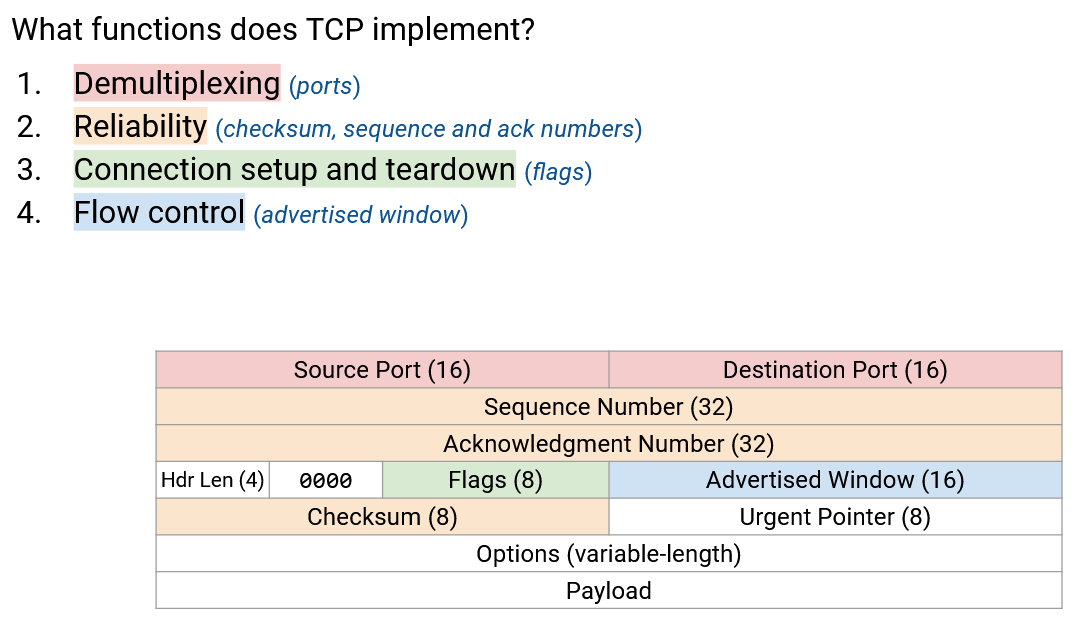 What functions does TCP implement?
1. Demultiplexing (ports)
2. Reliability (checksum, sequence and ack numbers)
3. Connection setup and teardown (flags)
4. Flow control (advertised window)
Source Port (16) Destination Port (16)
Sequence Number (32)
Acknowledgment Number (32)
Hdr Len (4) 0000 Flags (8) Advertised Window (16)
Checksum (8) Urgent Pointer (8)
Options (variable-length)
Payload